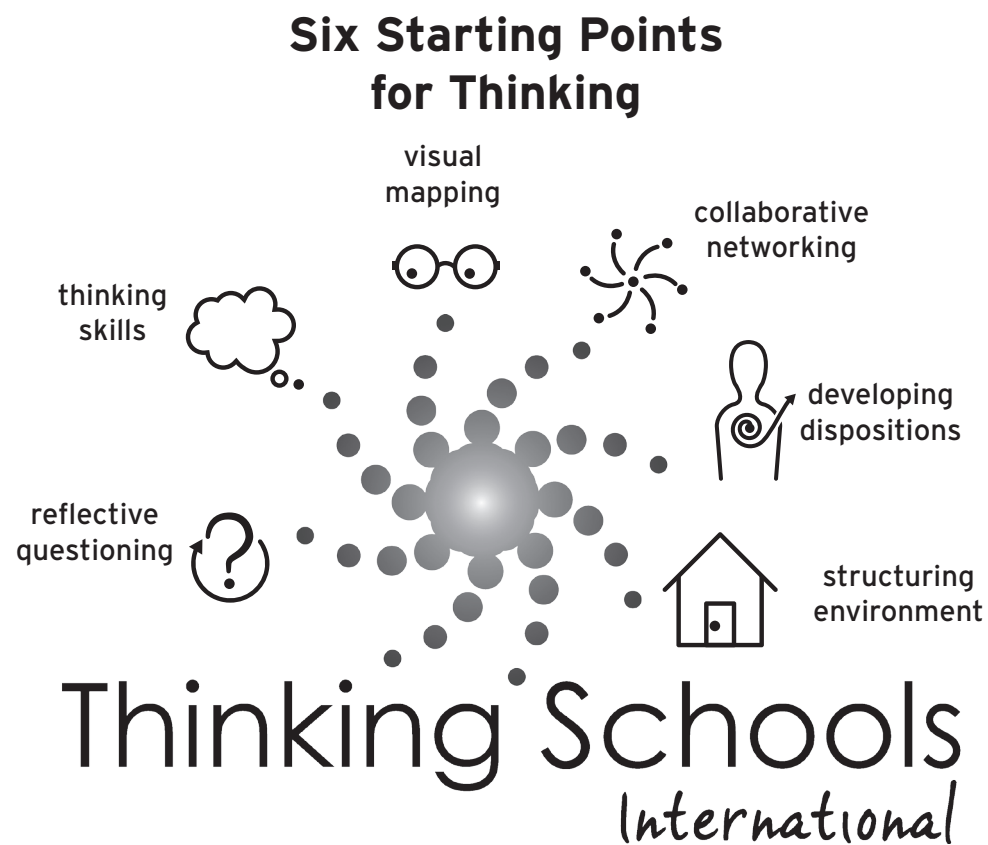 Six Starting Points
for Thinking
visual
mapping
collaborative
networking
thinking
skills
developing
dispositions
reflective
questioning
structuring
environment
Thinking Schools
International